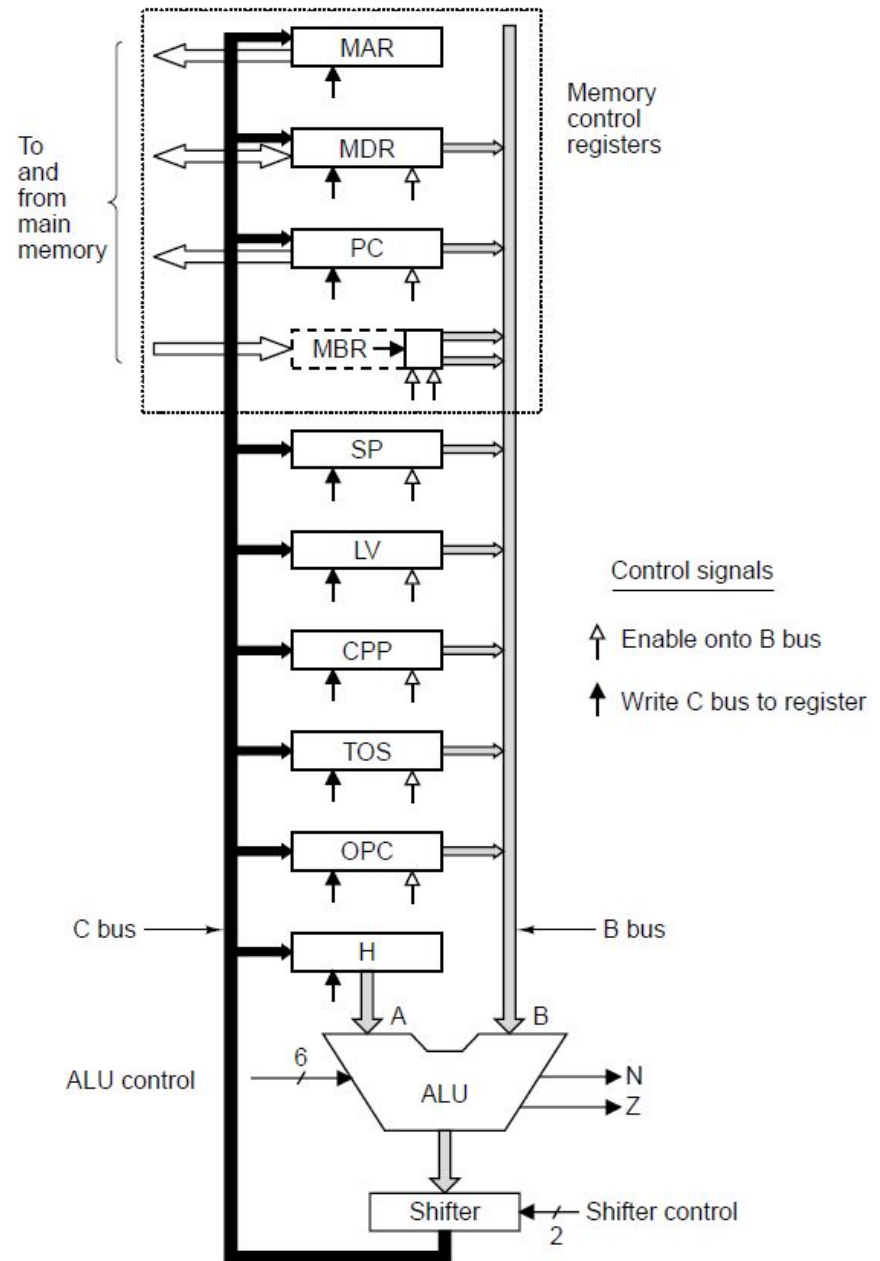 MAR
To
and
from
main
memory
Memory
control
registers
MDR
PC
MBR
SP
LV
Control signals
Enable onto B bus
Write C bus to register
CPP
TOS
OPC
C bus
B bus
H
A
B
ALU control
6
ALU
N
Z
Shifter
Shifter control
2